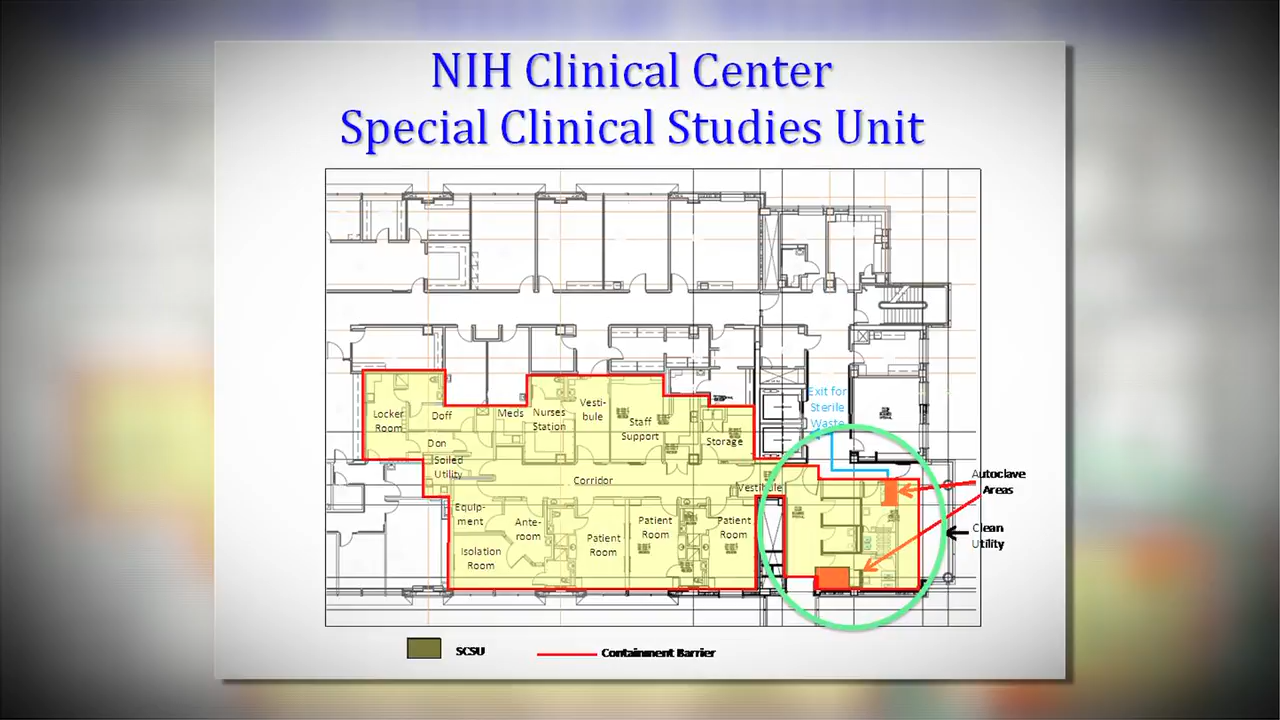 NIH Clinical Center
Special Clinical Studies Unit
Exit for
Sterile
Waste
Locker
Room
Doff
Meds
Nurses
Station
Vesti-
bule
Staff
Support
Storage
Don
Soiled
Utility
Corridor
Vestibule
Autoclave
Areas
Equip-
ment
Ante-
room
Patient
Room
Patient
Room
Patient
Room
Clean
Utility
Isolation
Room
SCSU
Containment Barrier